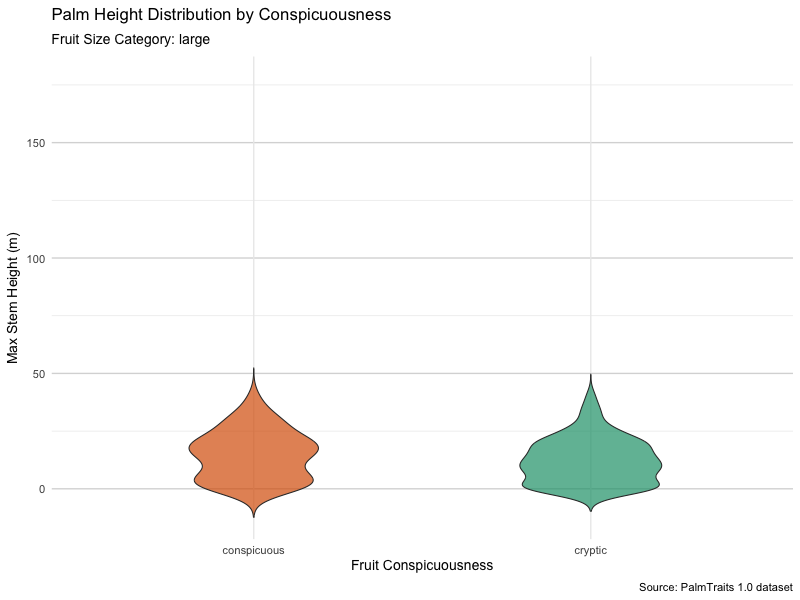 Palm Height Distribution by Conspicuousness
Fruit Size Category: large
Max Stem Height (m)
150
100
50
0
conspicuous
cryptic
Fruit Conspicuousness
Source: PalmTraits 1.0 dataset